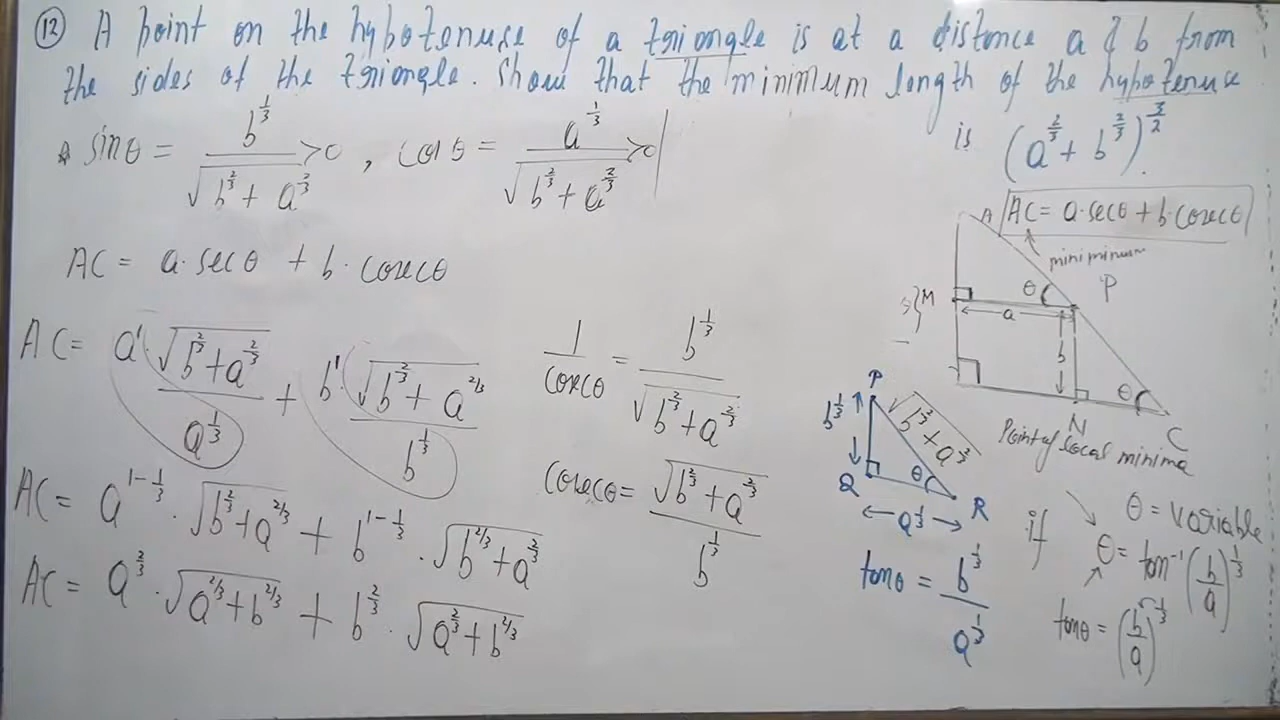 ⑫ A point on the hypotenuse of a triangle is at a distance a & b from
the sides of the triangle. Show that the minimum length of the hypotenuse
is (a^{2/3} + b^{2/3})^{3/2}.
sinθ = b^{1/3} / √(b^{2/3} + a^{2/3}) >0 , cosθ = a^{1/3} / √(b^{2/3} + a^{2/3}) >0
AC = a·secθ + b·cosecθ
AC = a^1·√(b^{2/3} + a^{2/3}) / a^{1/3} + b^1·√(b^{2/3} + a^{2/3}) / b^{1/3}
AC = a^{1-1/3} · √(b^{2/3} + a^{2/3}) + b^{1-1/3} · √(b^{2/3} + a^{2/3})
AC = a^{2/3} · √(a^{2/3} + b^{2/3}) + b^{2/3} · √(a^{2/3} + b^{2/3})
1 / cosecθ = b^{1/3} / √(b^{2/3} + a^{2/3})
cosecθ = √(b^{2/3} + a^{2/3}) / b^{1/3}
A
AC = a·secθ + b·cosecθ
miniminum
P
θ
M
a
b
θ
N
C
P
b^{1/3}
√(b^{2/3} + a^{2/3})
θ
Q
R
a^{1/3}
tanθ = b^{1/3} / a^{1/3}
Point of local minima
θ = variable
if
θ = tan^{-1}(b/a)^{1/3}
tanθ = (b/a)^{1/3}